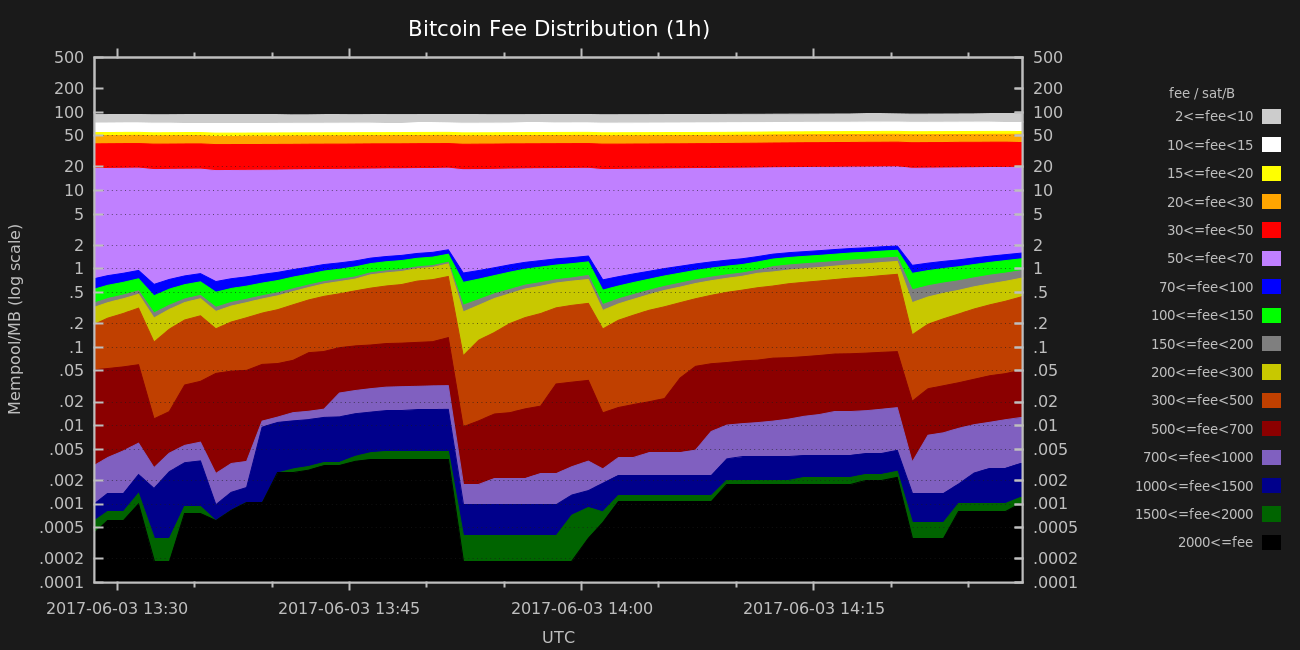 Bitcoin Fee Distribution (1h)
500
200
100
50
20
10
5
2
1
.5
.2
.1
.05
.02
.01
.005
.002
.001
.0005
.0002
.0001
Mempool/MB (log scale)
500
200
100
50
20
10
5
2
1
.5
.2
.1
.05
.02
.01
.005
.002
.001
.0005
.0002
.0001
2017-06-03 13:30
2017-06-03 13:45
2017-06-03 14:00
2017-06-03 14:15
UTC
fee / sat/B
2<=fee<10
10<=fee<15
15<=fee<20
20<=fee<30
30<=fee<50
50<=fee<70
70<=fee<100
100<=fee<150
150<=fee<200
200<=fee<300
300<=fee<500
500<=fee<700
700<=fee<1000
1000<=fee<1500
1500<=fee<2000
2000<=fee